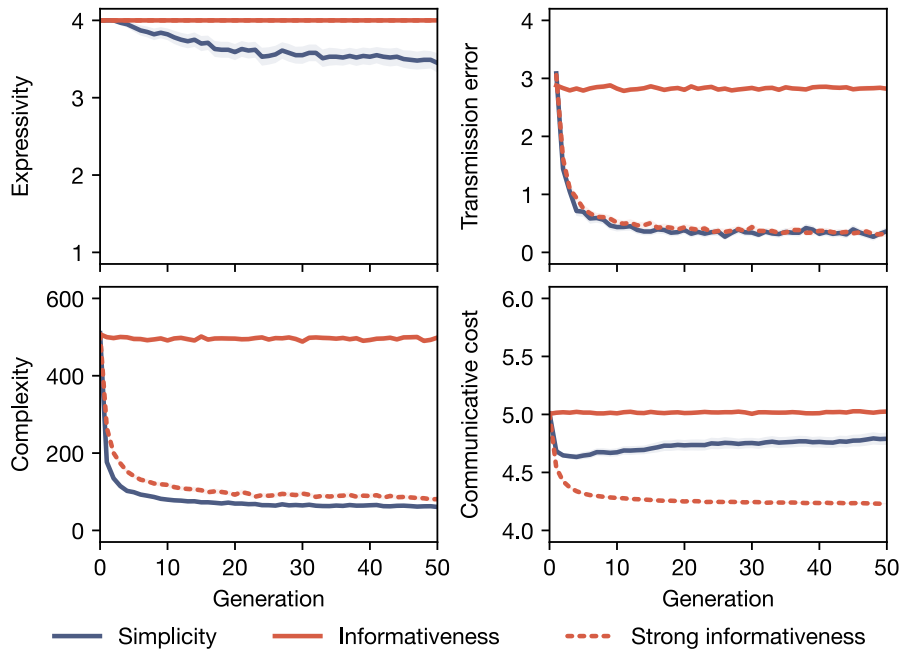 Expressivity
4
3
2
1
Transmission error
4
3
2
1
0
Complexity
600
400
200
0
0 10 20 30 40 50
Generation
Communicative cost
6.0
5.5
5.0
4.5
4.0
0 10 20 30 40 50
Generation
Simplicity Informativeness Strong informativeness